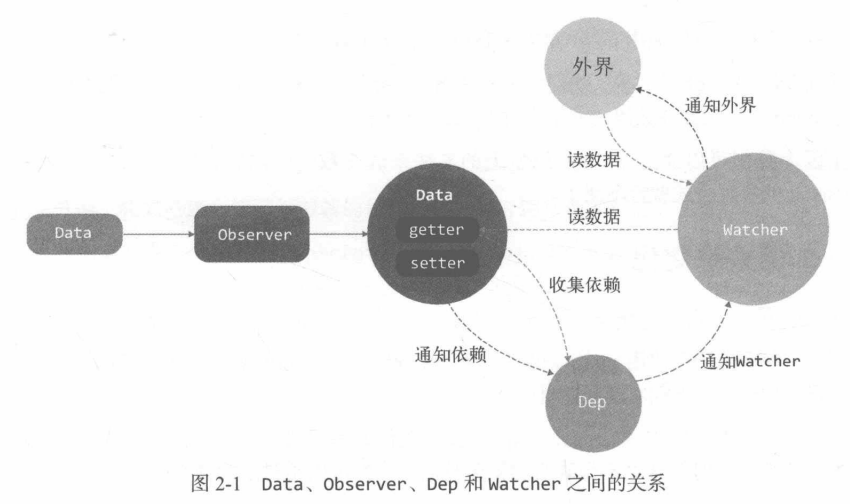 外界
通知外界
读数据
Data
读数据
getter
Data
Observer
Watcher
setter
收集依赖
通知依赖
通知Watcher
Dep
图 2-1 Data、Observer、Dep 和 Watcher 之间的关系